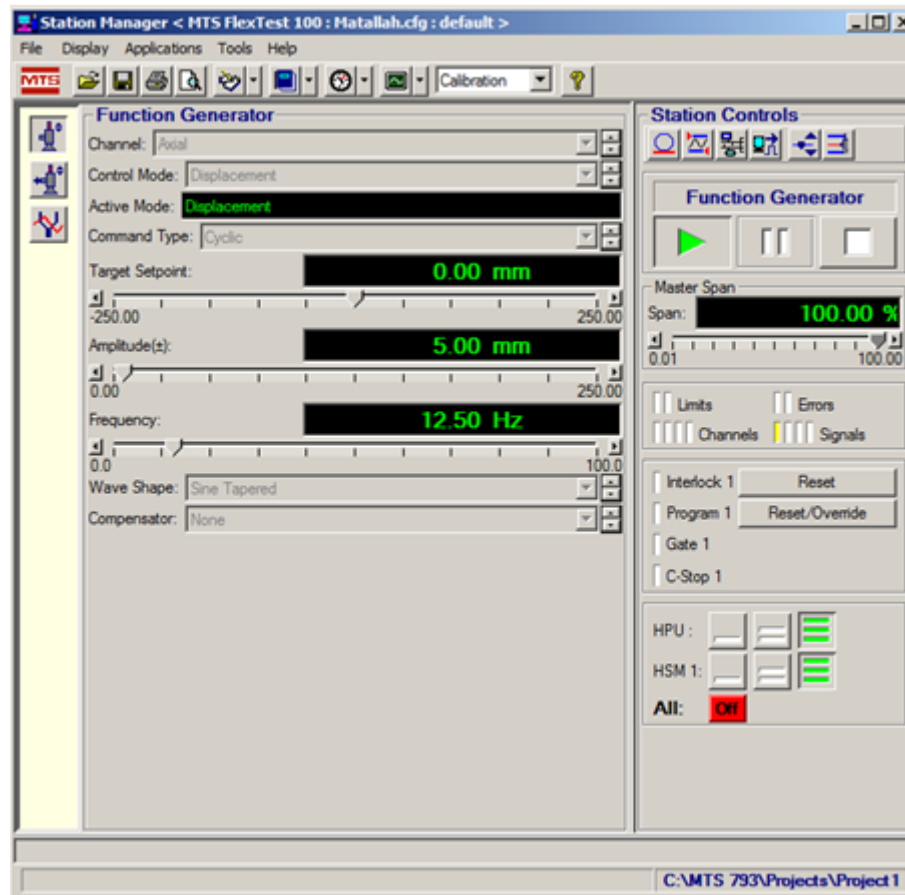 Station Manager < MTS FlexTest 100 : Matallah.cfg : default >
File Display Applications Tools Help
MTS Calibration
Function Generator
Channel: Axial
Control Mode: Displacement
Active Mode: Displacement
Command Type: Cyclic
Target Setpoint: 0.00 mm
-250.00 250.00
Amplitude(±): 5.00 mm
0.00 250.00
Frequency: 12.50 Hz
0.0 100.0
Wave Shape: Sine Tapered
Compensator: None
Station Controls
Function Generator
Master Span
Span: 100.00 %
0.01 100.00
Limits Errors
Channels Signals
Interlock 1 Reset
Program 1 Reset/Override
Gate 1
C-Stop 1
HPU :
HSM 1:
All: Off
C:\MTS 793\Projects\Project1